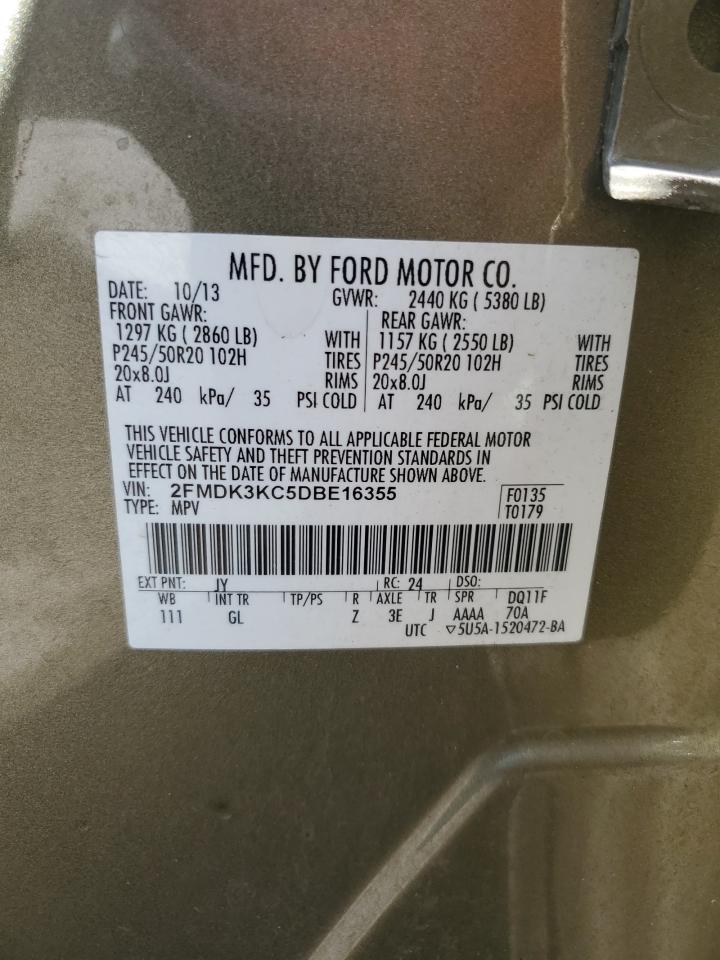 MFD. BY FORD MOTOR CO.
DATE: 10/13 GVWR: 2440 KG ( 5380 LB)
FRONT GAWR: REAR GAWR:
1297 KG ( 2860 LB) WITH 1157 KG ( 2550 LB) WITH
P245/50R20 102H TIRES P245/50R20 102H TIRES
20x8.0J RIMS 20x8.0J RIMS
AT 240 kPa/ 35 PSI COLD AT 240 kPa/ 35 PSI COLD
THIS VEHICLE CONFORMS TO ALL APPLICABLE FEDERAL MOTOR
VEHICLE SAFETY AND THEFT PREVENTION STANDARDS IN
EFFECT ON THE DATE OF MANUFACTURE SHOWN ABOVE.
VIN: 2FMDK3KC5DBE16355 F0135
TYPE: MPV T0179
EXT PNT: JY RC: 24 DSO:
WB INT TR TP/PS R AXLE TR SPR DQ11F
111 GL Z 3E J AAAA 70A
UTC ▽5U5A-1520472-BA